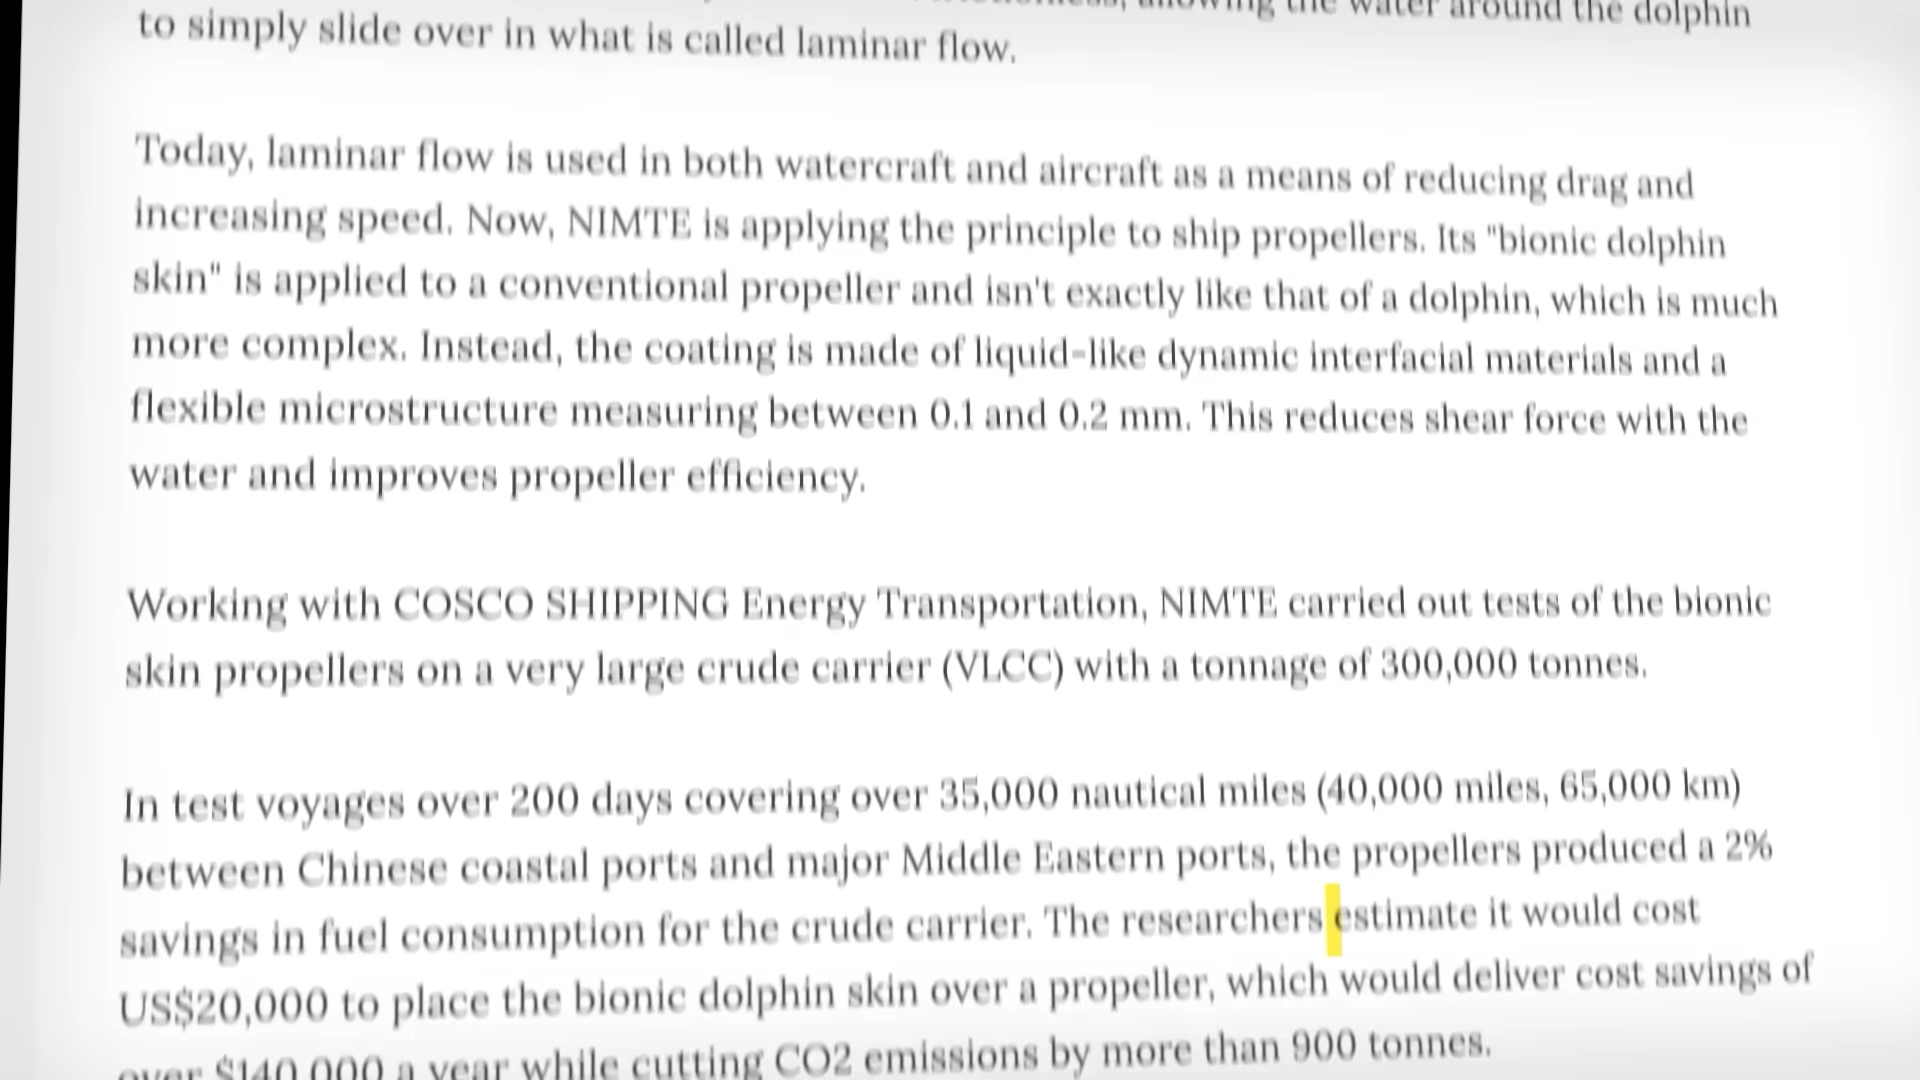 the water around the dolphin
to simply slide over in what is called laminar flow.
Today, laminar flow is used in both watercraft and aircraft as a means of reducing drag and
increasing speed. Now, NIMTE is applying the principle to ship propellers. Its "bionic dolphin
skin" is applied to a conventional propeller and isn't exactly like that of a dolphin, which is much
more complex. Instead, the coating is made of liquid-like dynamic interfacial materials and a
flexible microstructure measuring between 0.1 and 0.2 mm. This reduces shear force with the
water and improves propeller efficiency.
Working with COSCO SHIPPING Energy Transportation, NIMTE carried out tests of the bionic
skin propellers on a very large crude carrier (VLCC) with a tonnage of 300,000 tonnes.
In test voyages over 200 days covering over 35,000 nautical miles (40,000 miles, 65,000 km)
between Chinese coastal ports and major Middle Eastern ports, the propellers produced a 2%
savings in fuel consumption for the crude carrier. The researchers estimate it would cost
US$20,000 to place the bionic dolphin skin over a propeller, which would deliver cost savings of
over $140,000 a year while cutting CO2 emissions by more than 900 tonnes.